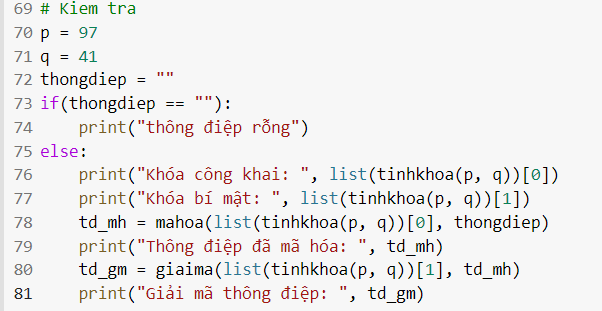 69 # Kiem tra
70 p = 97
71 q = 41
72 thongdiep = ""
73 if(thongdiep == ""):
74     print("thông điệp rỗng")
75 else:
76     print("Khóa công khai: ", list(tinhkhoa(p, q))[0])
77     print("Khóa bí mật: ", list(tinhkhoa(p, q))[1])
78     td_mh = mahoa(list(tinhkhoa(p, q))[0], thongdiep)
79     print("Thông điệp đã mã hóa: ", td_mh)
80     td_gm = giaima(list(tinhkhoa(p, q))[1], td_mh)
81     print("Giải mã thông điệp: ", td_gm)